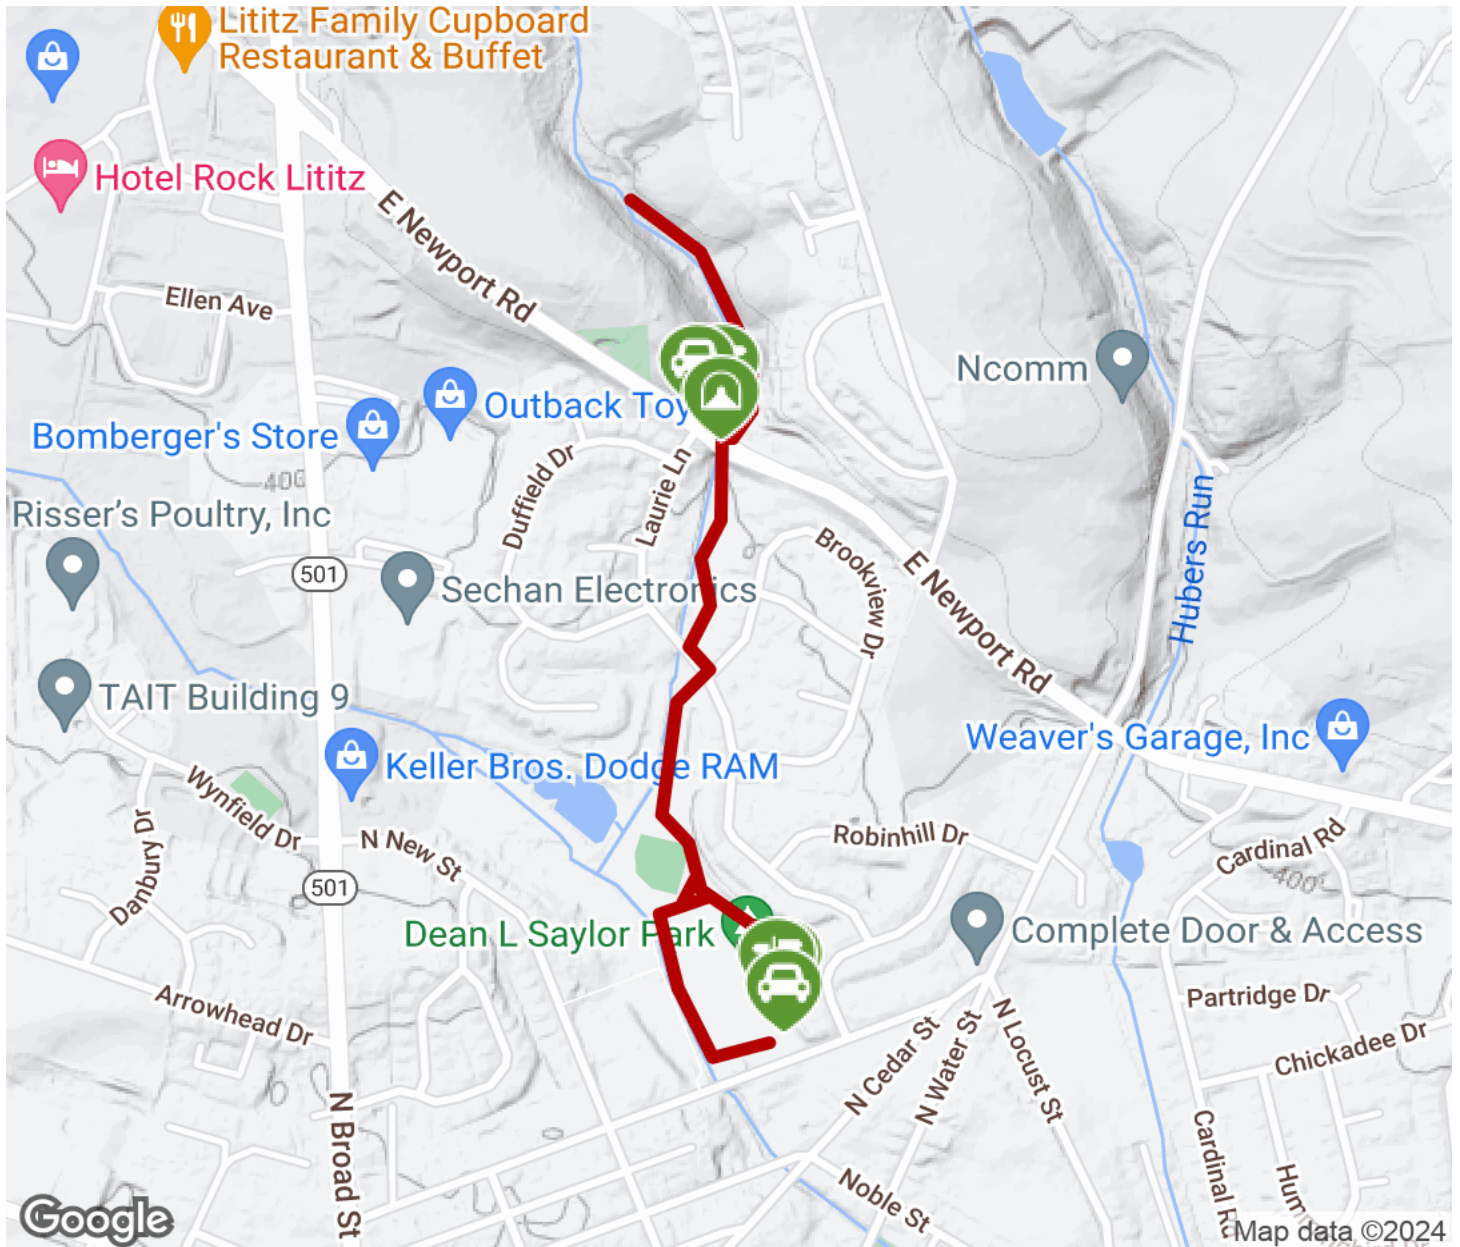 Lititz Family Cupboard
Restaurant & Buffet
Hotel Rock Lititz
E Newport Rd
Ellen Ave
Ncomm
Outback Toy
Bomberger's Store
400
Duffield Dr
Laurie Ln
Risser's Poultry, Inc
501
Sechan Electronics
Brookview Dr
E Newport Rd
Hubers Run
TAIT Building 9
Weaver's Garage, Inc
Keller Bros. Dodge RAM
Wynfield Dr
Danbury Dr
N New St
Robinhill Dr
Cardinal Rd
400
501
Dean L Saylor Park
Complete Door & Access
Arrowhead Dr
Partridge Dr
N Cedar St
N Water St
N Locust St
Chickadee Dr
N Broad St
Cardinal Rd
Noble St
Google
Map data ©2024